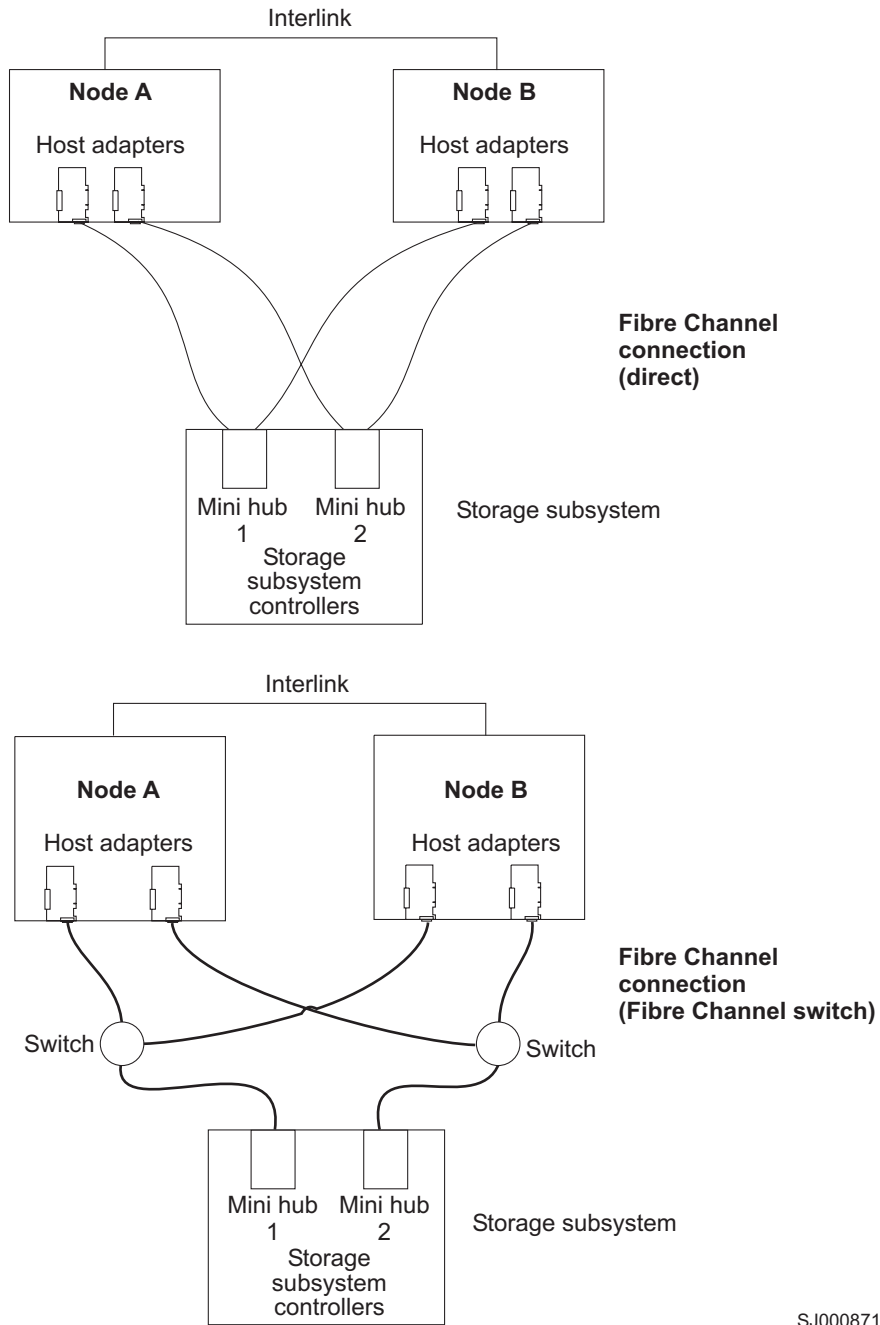 Interlink
Node A
Node B
Host adapters
Host adapters
Fibre Channel
connection
(direct)
Mini hub
1
Mini hub
2
Storage subsystem
Storage
subsystem
controllers
Interlink
Node A
Node B
Host adapters
Host adapters
Fibre Channel
connection
(Fibre Channel switch)
Switch
Switch
Mini hub
1
Mini hub
2
Storage subsystem
Storage
subsystem
controllers
SJ000871